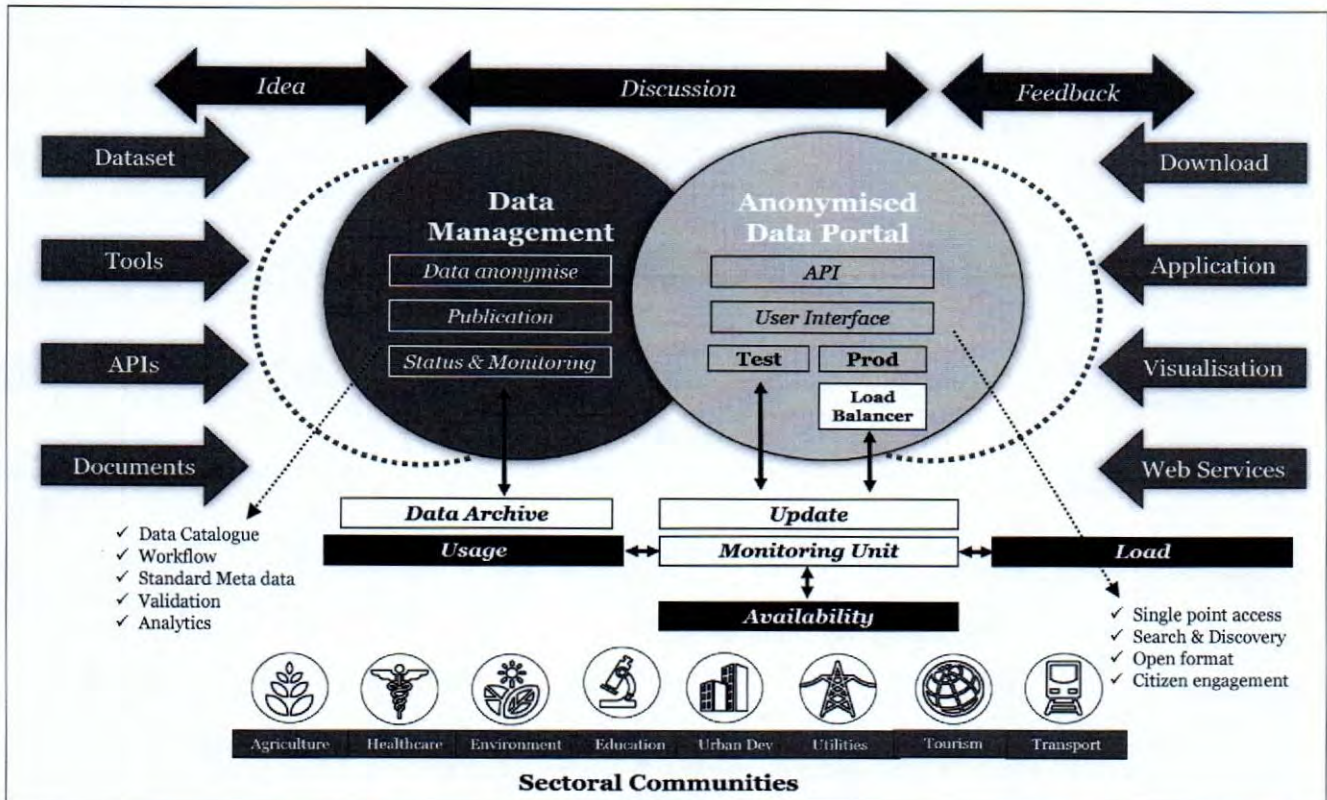 Idea
Discussion
Feedback
Dataset
Tools
APIs
Documents
Data
Management
Data anonymise
Publication
Status & Monitoring
Anonymised
Data Portal
API
User Interface
Test
Prod
Load
Balancer
Download
Application
Visualisation
Web Services
Data Archive
Usage
Update
Monitoring Unit
Load
Availability
✓ Data Catalogue
✓ Workflow
✓ Standard Meta data
✓ Validation
✓ Analytics
✓ Single point access
✓ Search & Discovery
✓ Open format
✓ Citizen engagement
Agriculture
Healthcare
Environment
Education
Urban Dev
Utilities
Tourism
Transport
Sectoral Communities